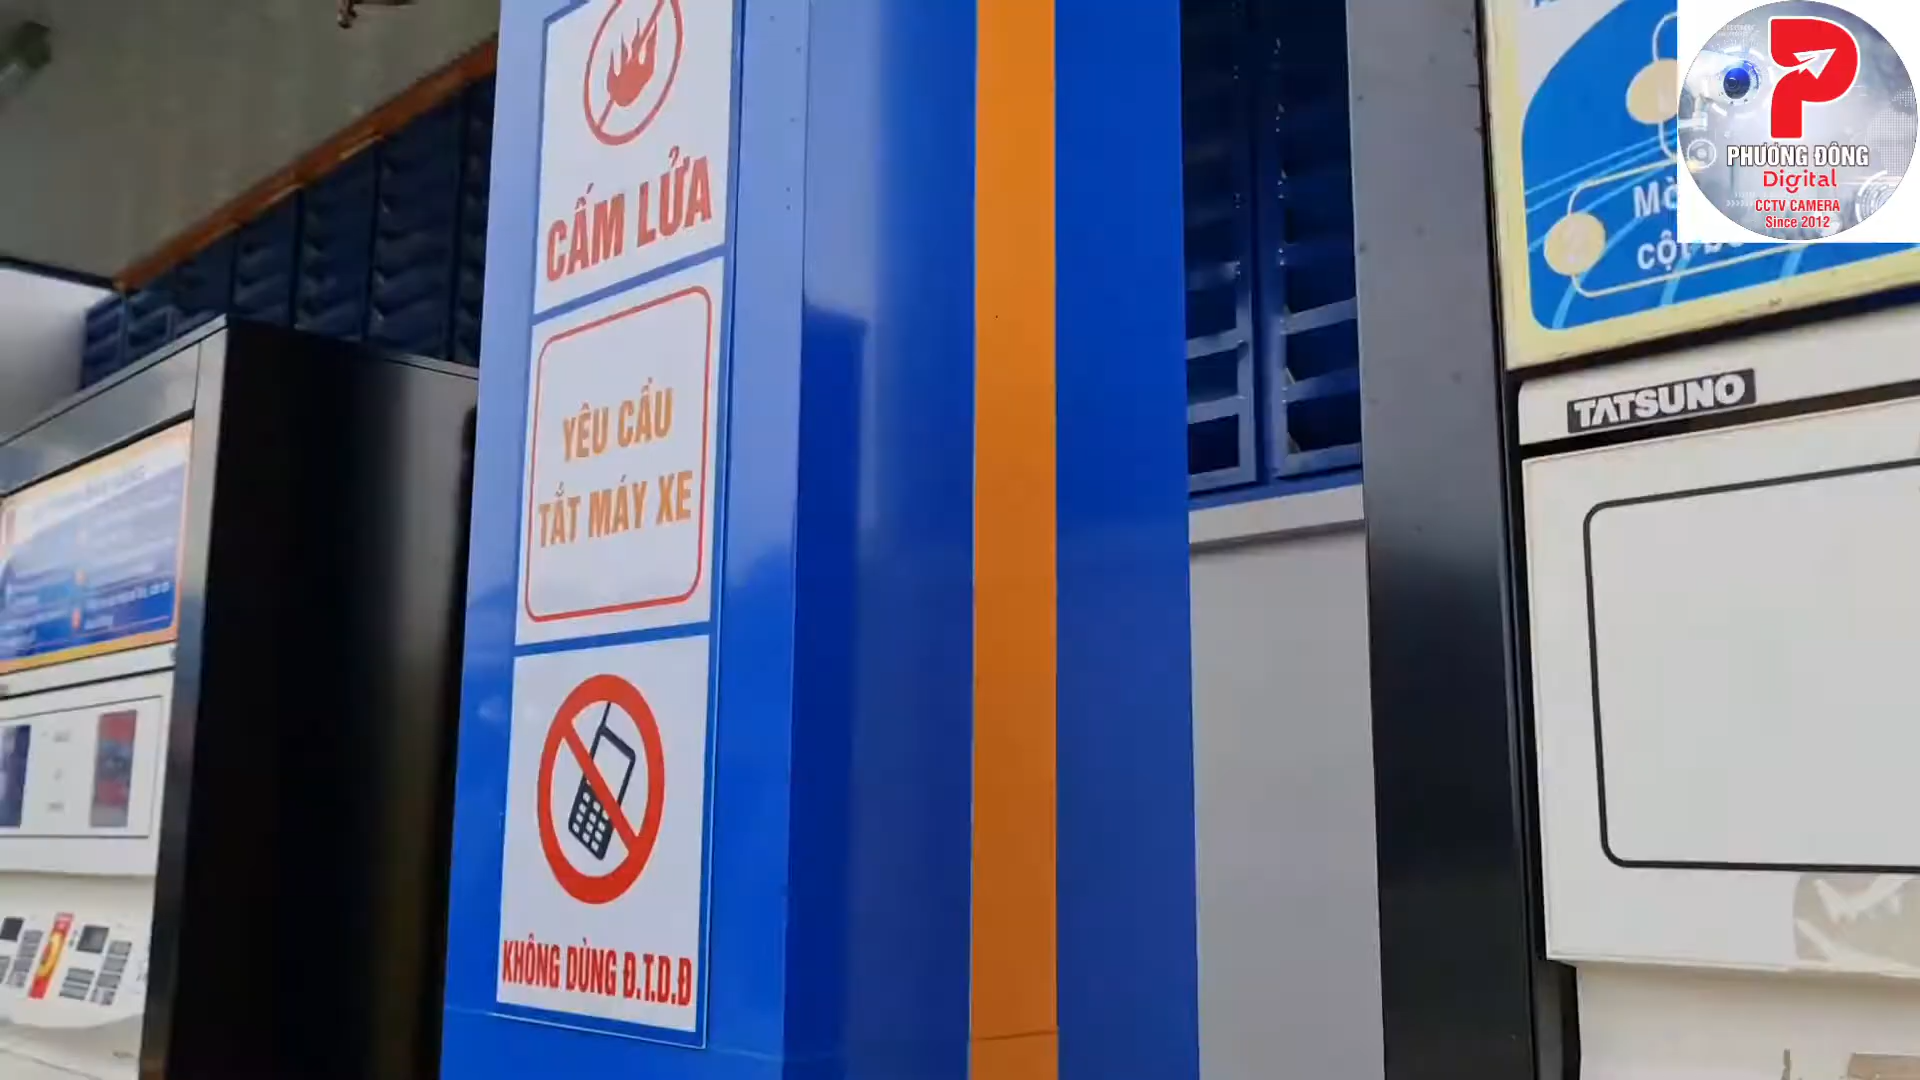 CẤM LỬA
YÊU CẦU
TẮT MÁY XE
KHÔNG DÙNG Đ.T.D.Đ
TATSUNO
PHƯƠNG ĐÔNG
Digital
CCTV CAMERA
Since 2012